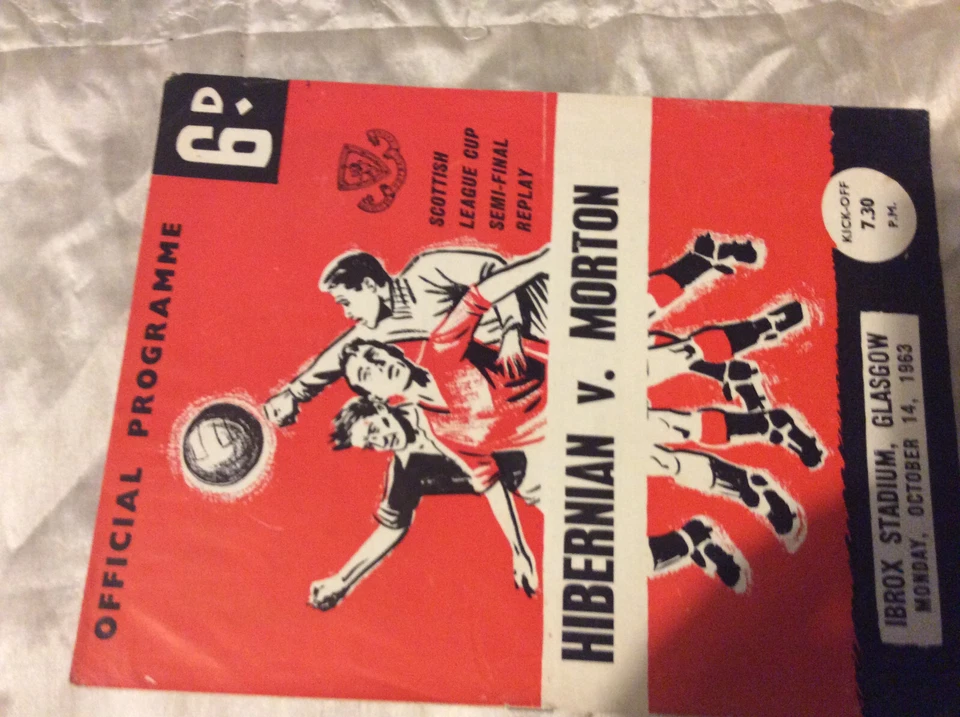 OFFICIAL PROGRAMME
6D.
SCOTTISH
LEAGUE CUP
SEMI-FINAL
REPLAY
HIBERNIAN v. MORTON
KICK-OFF
7.30
P.M.
IBROX STADIUM, GLASGOW
MONDAY, OCTOBER 14, 1963